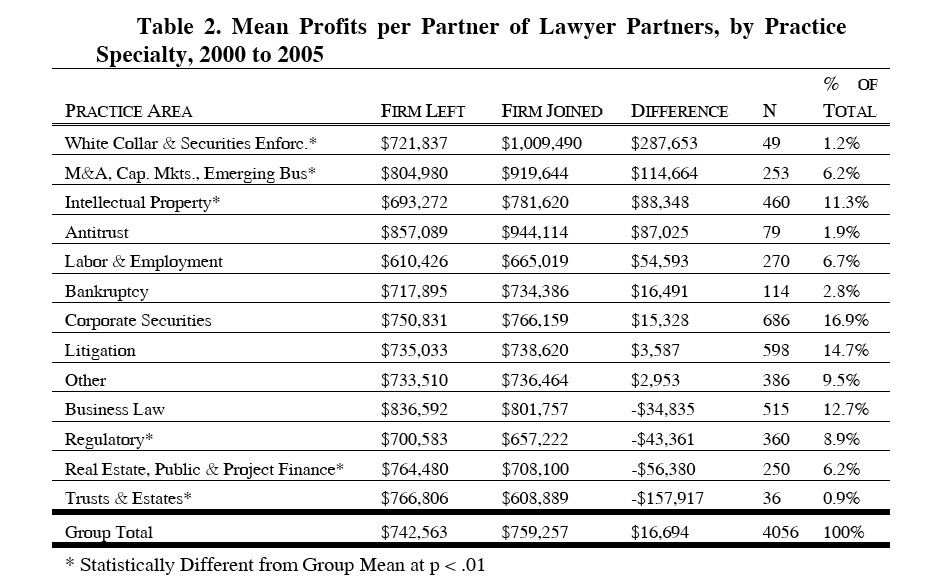 Table 2. Mean Profits per Partner of Lawyer Partners, by Practice
Specialty, 2000 to 2005
% OF
PRACTICE AREA FIRM LEFT FIRM JOINED DIFFERENCE N TOTAL
White Collar & Securities Enforc.* $721,837 $1,009,490 $287,653 49 1.2%
M&A, Cap. Mkts., Emerging Bus* $804,980 $919,644 $114,664 253 6.2%
Intellectual Property* $693,272 $781,620 $88,348 460 11.3%
Antitrust $857,089 $944,114 $87,025 79 1.9%
Labor & Employment $610,426 $665,019 $54,593 270 6.7%
Bankruptcy $717,895 $734,386 $16,491 114 2.8%
Corporate Securities $750,831 $766,159 $15,328 686 16.9%
Litigation $735,033 $738,620 $3,587 598 14.7%
Other $733,510 $736,464 $2,953 386 9.5%
Business Law $836,592 $801,757 -$34,835 515 12.7%
Regulatory* $700,583 $657,222 -$43,361 360 8.9%
Real Estate, Public & Project Finance* $764,480 $708,100 -$56,380 250 6.2%
Trusts & Estates* $766,806 $608,889 -$157,917 36 0.9%
Group Total $742,563 $759,257 $16,694 4056 100%
* Statistically Different from Group Mean at p < .01